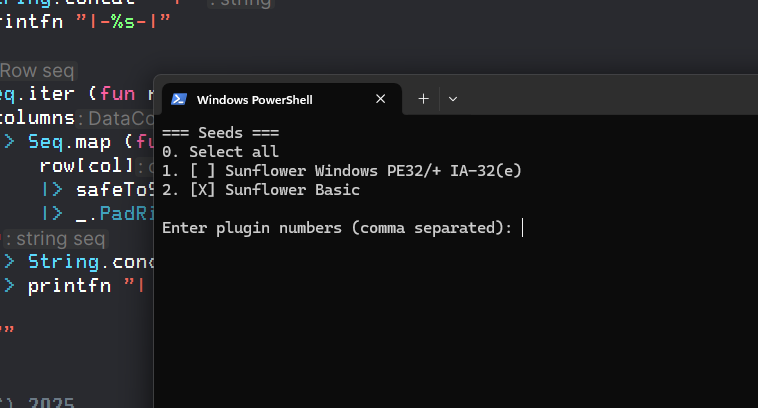 ring.concat
: string
rintfn "|-%s-|"
Row seq
eq.iter (fun
columns: DataCo
> Seq.map (fu
row[col]:
|> safeTo
|> _.PadRi
: string seq
> String.conc
> printfn "|
""
Windows PowerShell
=== Seeds ===
0. Select all
1. [ ] Sunflower Windows PE32/+ IA-32(e)
2. [X] Sunflower Basic
Enter plugin numbers (comma separated):
2025